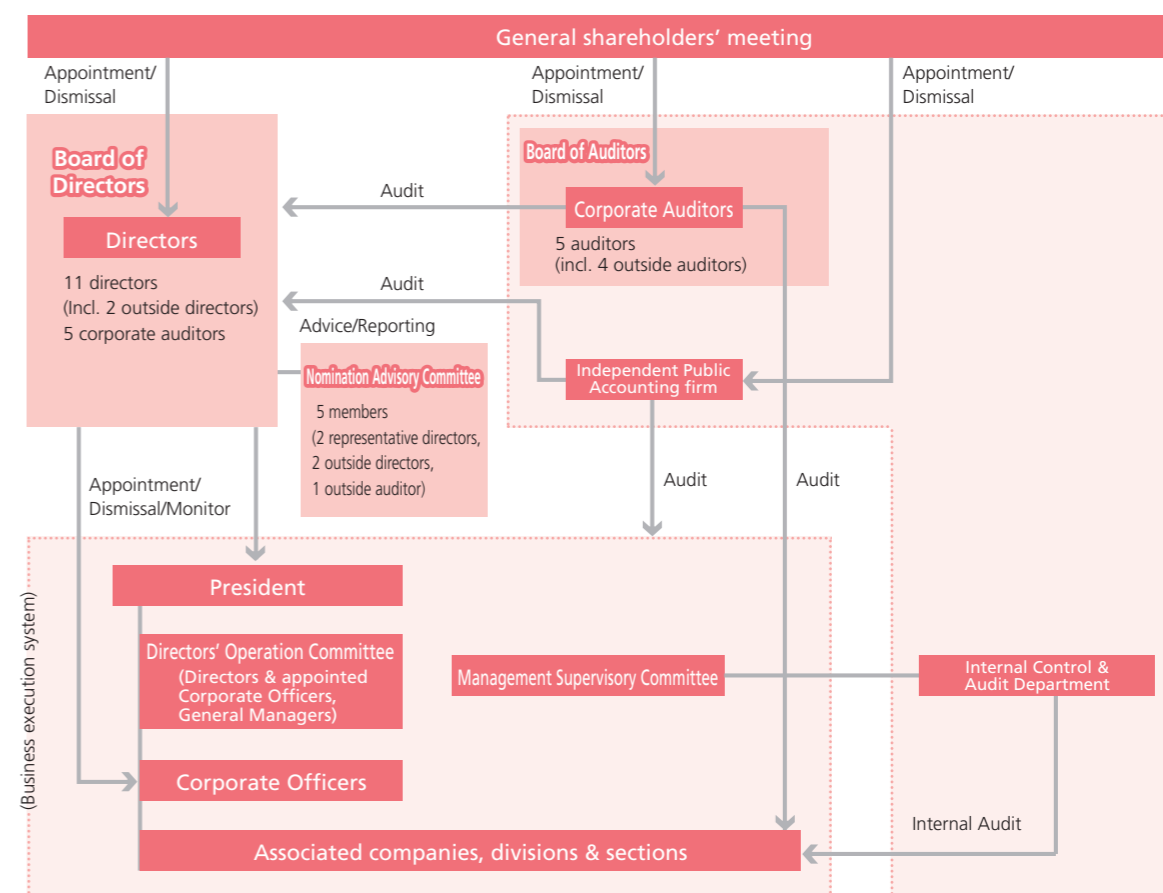 General shareholders' meeting
Appointment/
Dismissal
Appointment/
Dismissal
Appointment/
Dismissal
Board of
Directors
Directors
11 directors
(Incl. 2 outside directors)
5 corporate auditors
Audit
Board of Auditors
Corporate Auditors
5 auditors
(incl. 4 outside auditors)
Audit
Advice/Reporting
Nomination Advisory Committee
5 members
(2 representative directors,
2 outside directors,
1 outside auditor)
Independent Public
Accounting firm
Appointment/
Dismissal/Monitor
Audit
Audit
(Business execution system)
President
Directors' Operation Committee
(Directors & appointed
Corporate Officers,
General Managers)
Management Supervisory Committee
Internal Control &
Audit Department
Corporate Officers
Internal Audit
Associated companies, divisions & sections